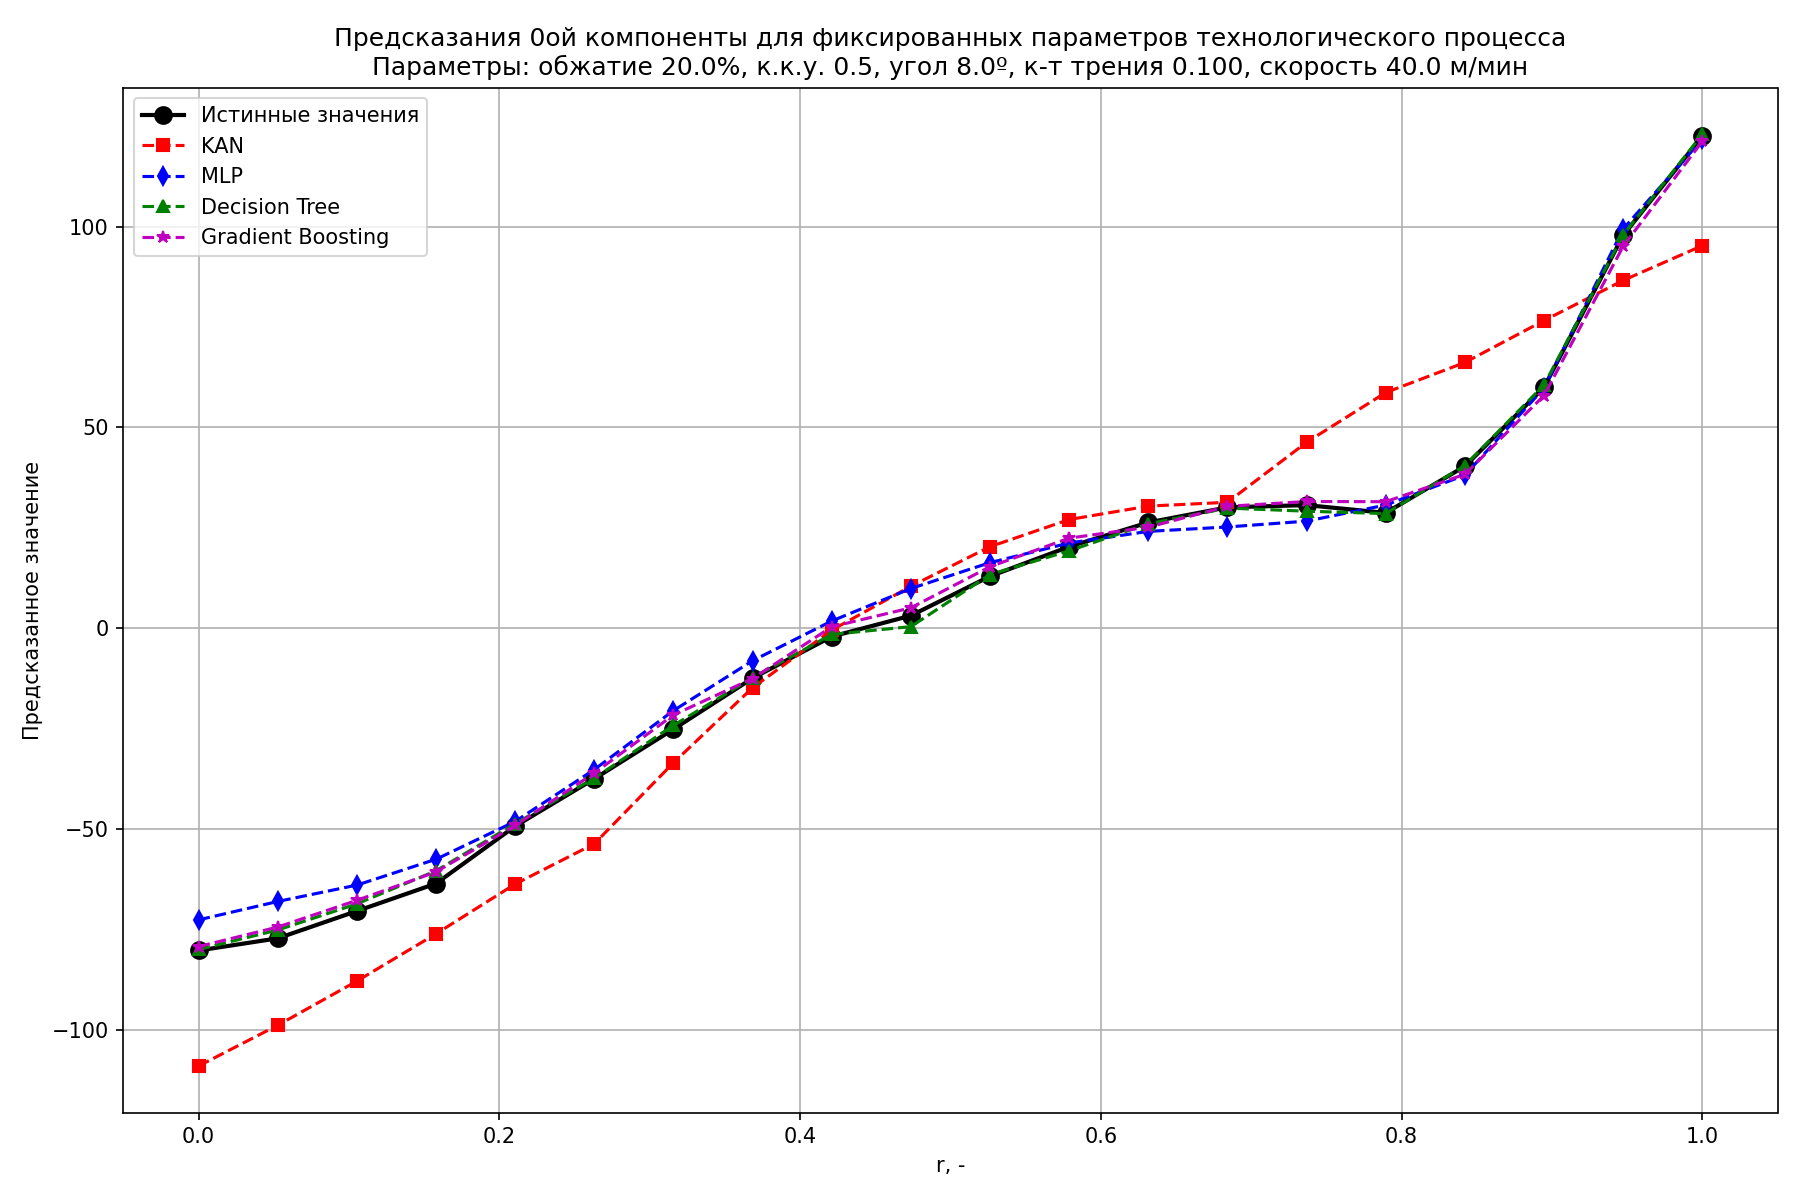 Предсказания 0ой компоненты для фиксированных параметров технологического процесса
Параметры: обжатие 20.0%, к.к.у. 0.5, угол 8.0º, к-т трения 0.100, скорость 40.0 м/мин
Истинные значения
KAN
MLP
Decision Tree
Gradient Boosting
Предсказанное значение
100
50
0
−50
−100
0.0
0.2
0.4
0.6
0.8
1.0
r, -